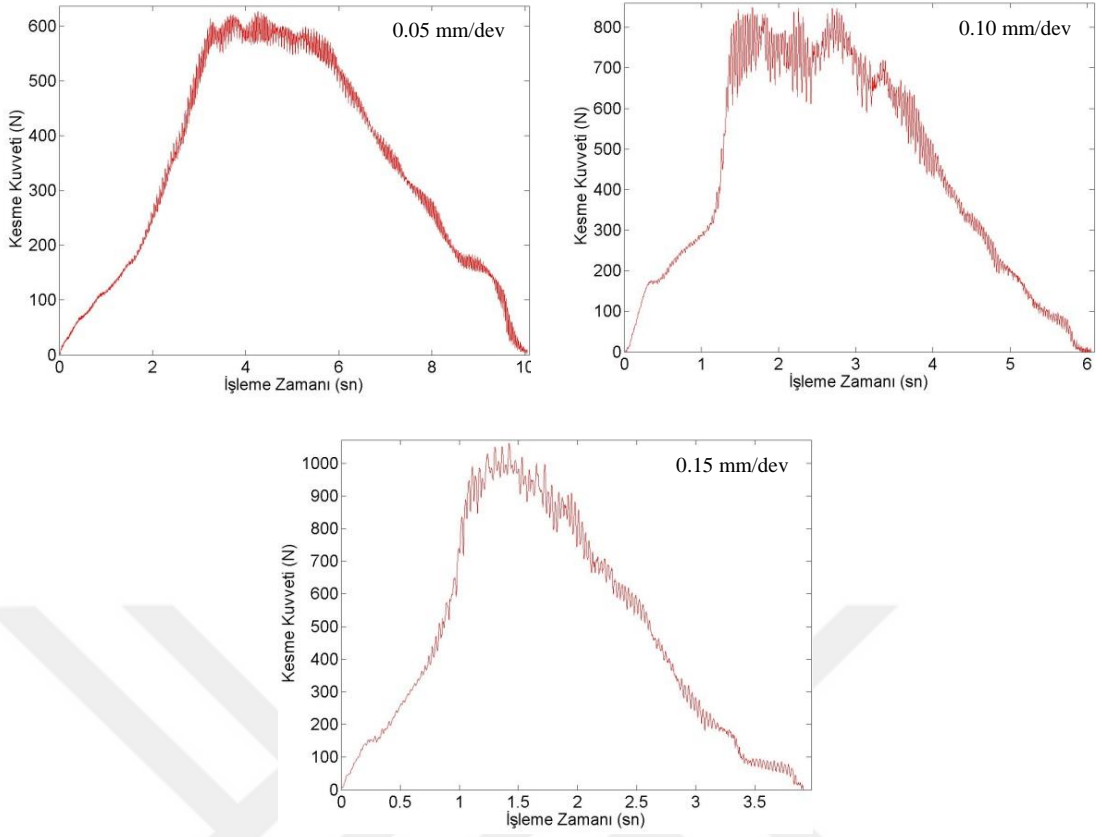 0.05 mm/dev
Kesme Kuvveti (N)
600
500
400
300
200
100
0
0 2 4 6 8 10
İşleme Zamanı (sn)
0.10 mm/dev
Kesme Kuvveti (N)
800
700
600
500
400
300
200
100
0
0 1 2 3 4 5 6
İşleme Zamanı (sn)
0.15 mm/dev
Kesme Kuvveti (N)
1000
900
800
700
600
500
400
300
200
100
0
0 0.5 1 1.5 2 2.5 3 3.5
İşleme Zamanı (sn)